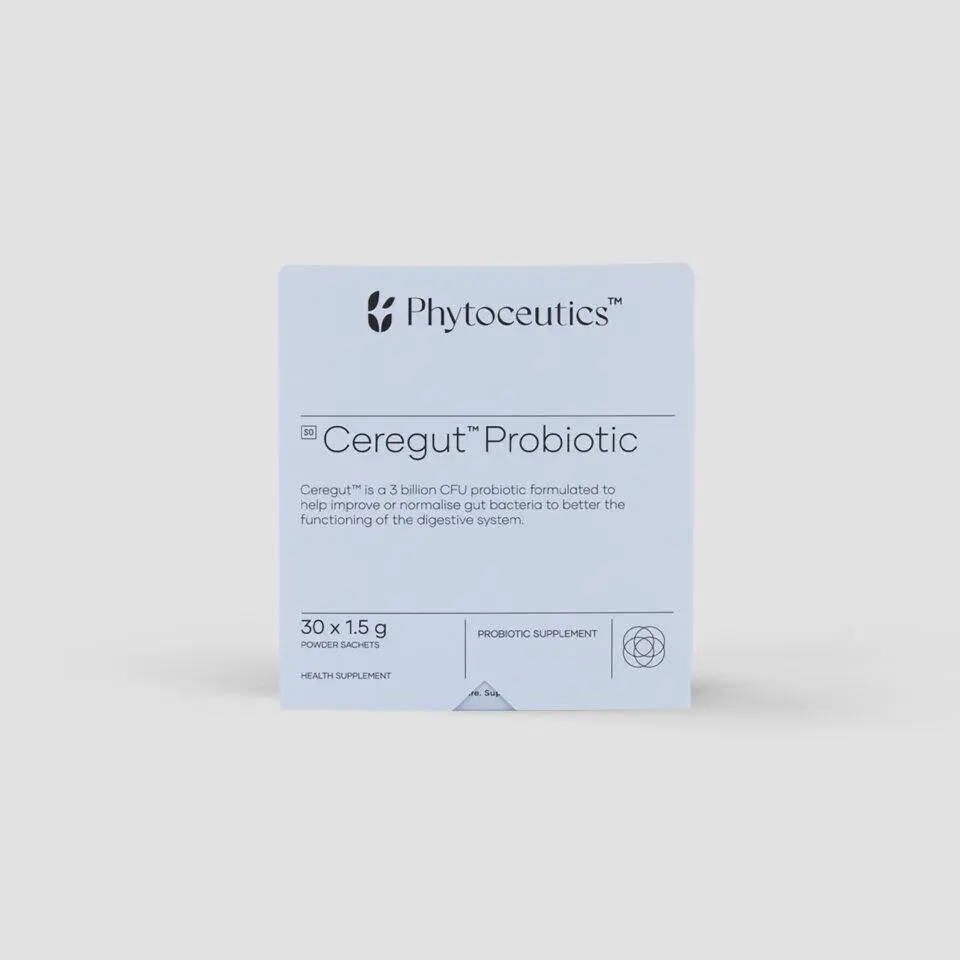 Phytoceutics™
S0 Ceregut™ Probiotic
Ceregut™ is a 3 billion CFU probiotic formulated to
help improve or normalise gut bacteria to better the
functioning of the digestive system.
30 x 1.5 g
POWDER SACHETS
HEALTH SUPPLEMENT
PROBIOTIC SUPPLEMENT